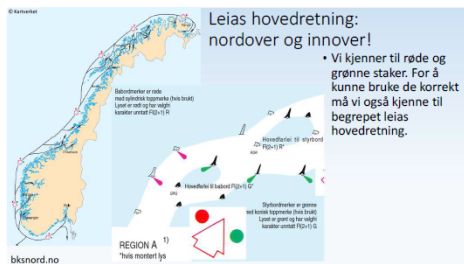 © Kartverket
Leias hovedretning:
nordover og innover!
• Vi kjenner til røde og
grønne staker. For å
kunne bruke de korrekt
må vi også kjenne til
begrepet leias
hovedretning.
Babordmerker er røde
med sylindrisk toppmerke (hvis brukt)
Lyset er rødt og har valgfri
karakter unntatt Fl(2+1) R
Hovedfarlei til styrbord
Fl(2+1) R*
Hovedfarlei til babord Fl(2+1) G*
Styrbordmerker er grønne
med konisk toppmerke (hvis brukt)
Lyset er grønt og har valgfri
karakter unntatt Fl(2+1) G
REGION A 1)
*hvis montert lys
bksnord.no